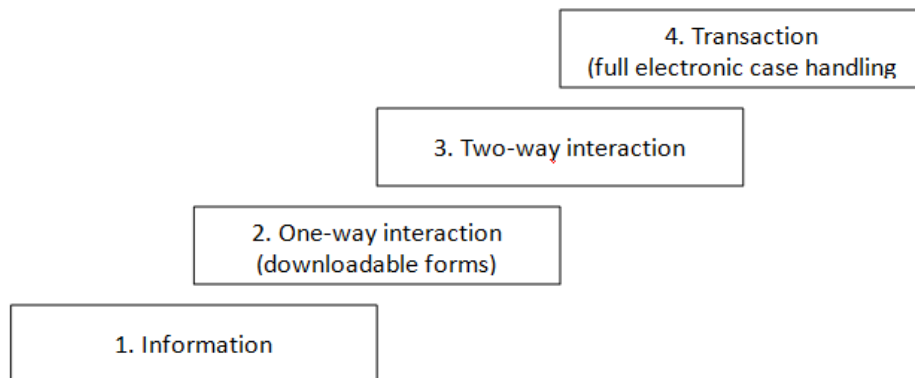 4. Transaction
(full electronic case handling
3. Two-way interaction
2. One-way interaction
(downloadable forms)
1. Information